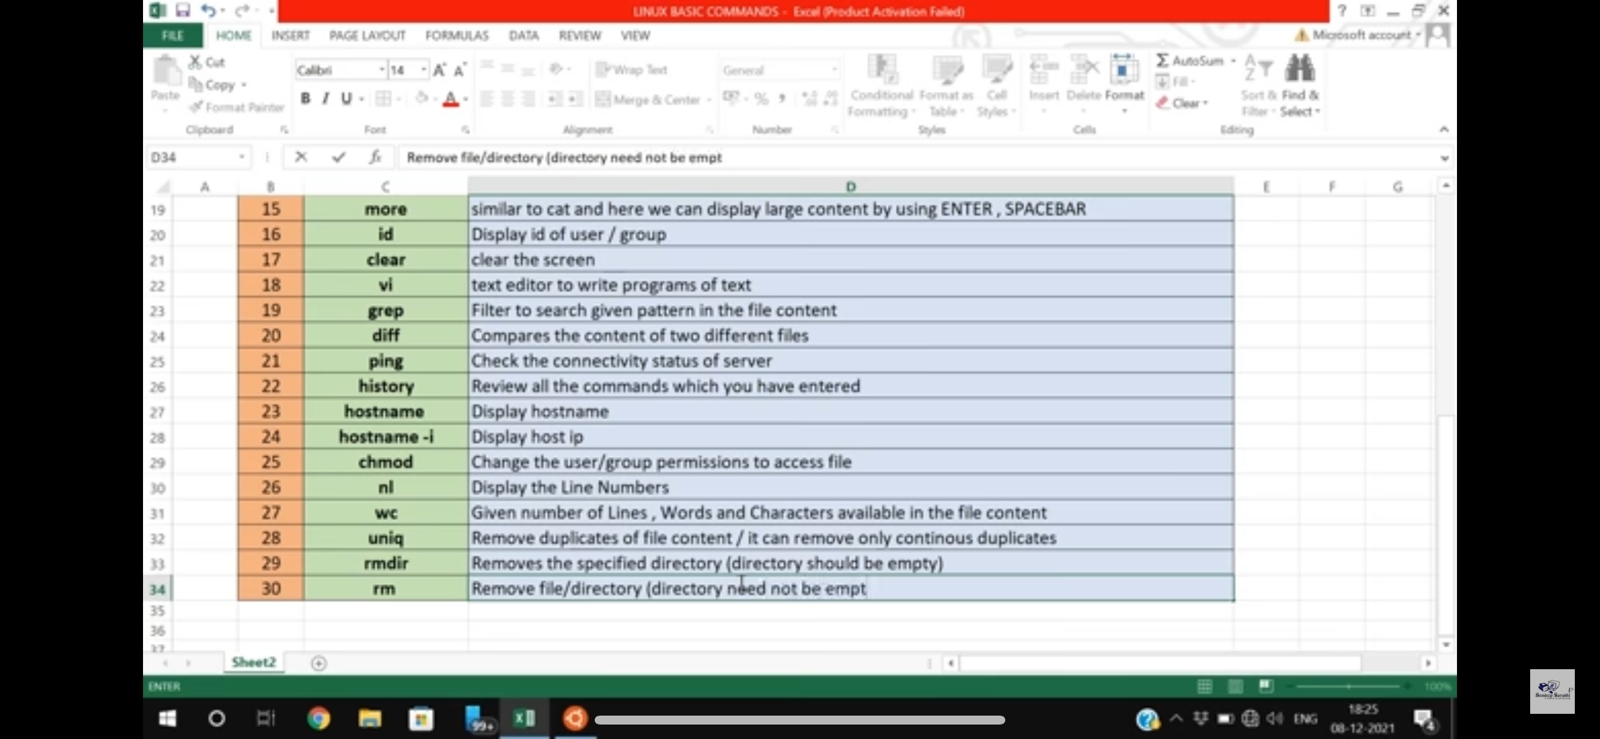 LINUX BASIC COMMANDS - Excel (Product Activation Failed)
FILE HOME INSERT PAGE LAYOUT FORMULAS DATA REVIEW VIEW Microsoft account
Paste
Cut
Copy
Format Painter
Clipboard
Calibri 14
B I U
Font
Wrap Text
Merge & Center
Alignment
General
Number
Conditional Formatting
Format as Table
Cell Styles
Styles
Insert Delete Format
Cells
AutoSum
Fill
Clear
Sort & Filter
Find & Select
Editing
D34 fx Remove file/directory (directory need not be empt
A B C D E F G
19 15 more similar to cat and here we can display large content by using ENTER , SPACEBAR
20 16 id Display id of user / group
21 17 clear clear the screen
22 18 vi text editor to write programs of text
23 19 grep Filter to search given pattern in the file content
24 20 diff Compares the content of two different files
25 21 ping Check the connectivity status of server
26 22 history Review all the commands which you have entered
27 23 hostname Display hostname
28 24 hostname -i Display host ip
29 25 chmod Change the user/group permissions to access file
30 26 nl Display the Line Numbers
31 27 wc Given number of Lines , Words and Characters available in the file content
32 28 uniq Remove duplicates of file content / it can remove only continous duplicates
33 29 rmdir Removes the specified directory (directory should be empty)
34 30 rm Remove file/directory (directory need not be empt
35
36
37
Sheet2
ENTER 100%
99+ ENG 18:25
08-12-2021 4